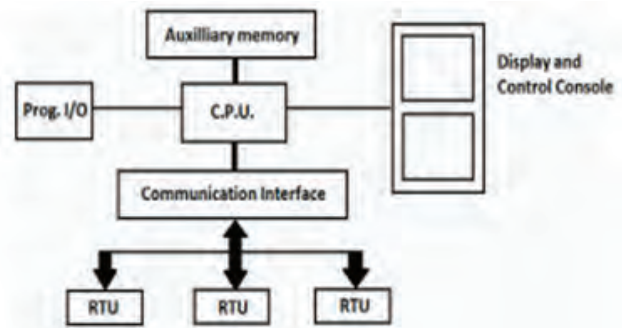 Auxilliary memory
Prog. I/O
C.P.U.
Display and
Control Console
Communication Interface
RTU
RTU
RTU